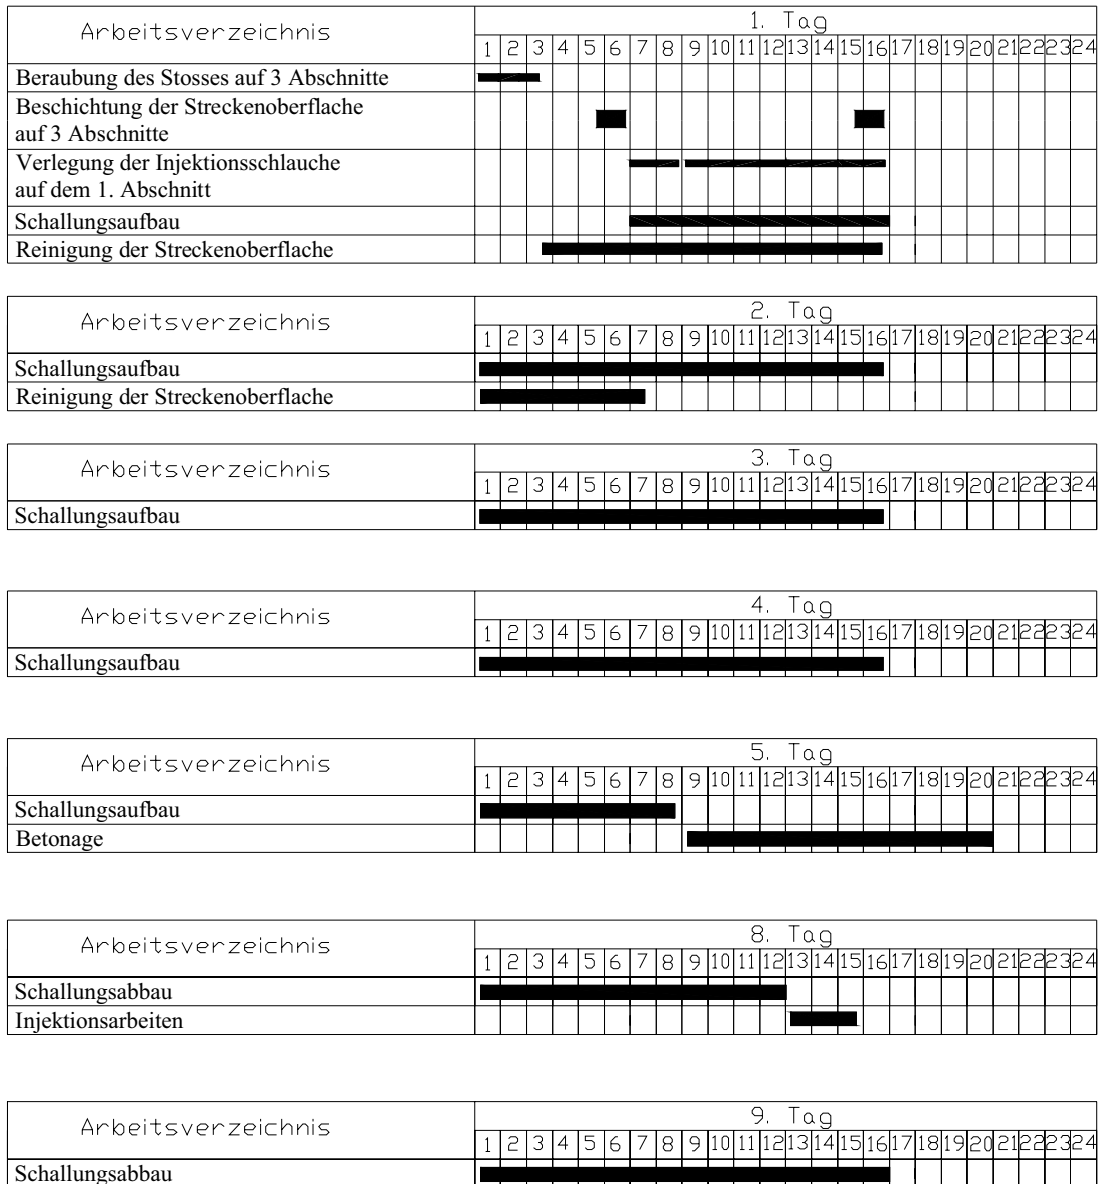 Arbeitsverzeichnis
1. Tag
1 2 3 4 5 6 7 8 9 10 11 12 13 14 15 16 17 18 19 20 21 22 23 24
Beraubung des Stosses auf 3 Abschnitte
Beschichtung der Streckenoberflache
auf 3 Abschnitte
Verlegung der Injektionsschlauche
auf dem 1. Abschnitt
Schallungsaufbau
Reinigung der Streckenoberflache
Arbeitsverzeichnis
2. Tag
1 2 3 4 5 6 7 8 9 10 11 12 13 14 15 16 17 18 19 20 21 22 23 24
Schallungsaufbau
Reinigung der Streckenoberflache
Arbeitsverzeichnis
3. Tag
1 2 3 4 5 6 7 8 9 10 11 12 13 14 15 16 17 18 19 20 21 22 23 24
Schallungsaufbau
Arbeitsverzeichnis
4. Tag
1 2 3 4 5 6 7 8 9 10 11 12 13 14 15 16 17 18 19 20 21 22 23 24
Schallungsaufbau
Arbeitsverzeichnis
5. Tag
1 2 3 4 5 6 7 8 9 10 11 12 13 14 15 16 17 18 19 20 21 22 23 24
Schallungsaufbau
Betonage
Arbeitsverzeichnis
8. Tag
1 2 3 4 5 6 7 8 9 10 11 12 13 14 15 16 17 18 19 20 21 22 23 24
Schallungsabbau
Injektionsarbeiten
Arbeitsverzeichnis
9. Tag
1 2 3 4 5 6 7 8 9 10 11 12 13 14 15 16 17 18 19 20 21 22 23 24
Schallungsabbau